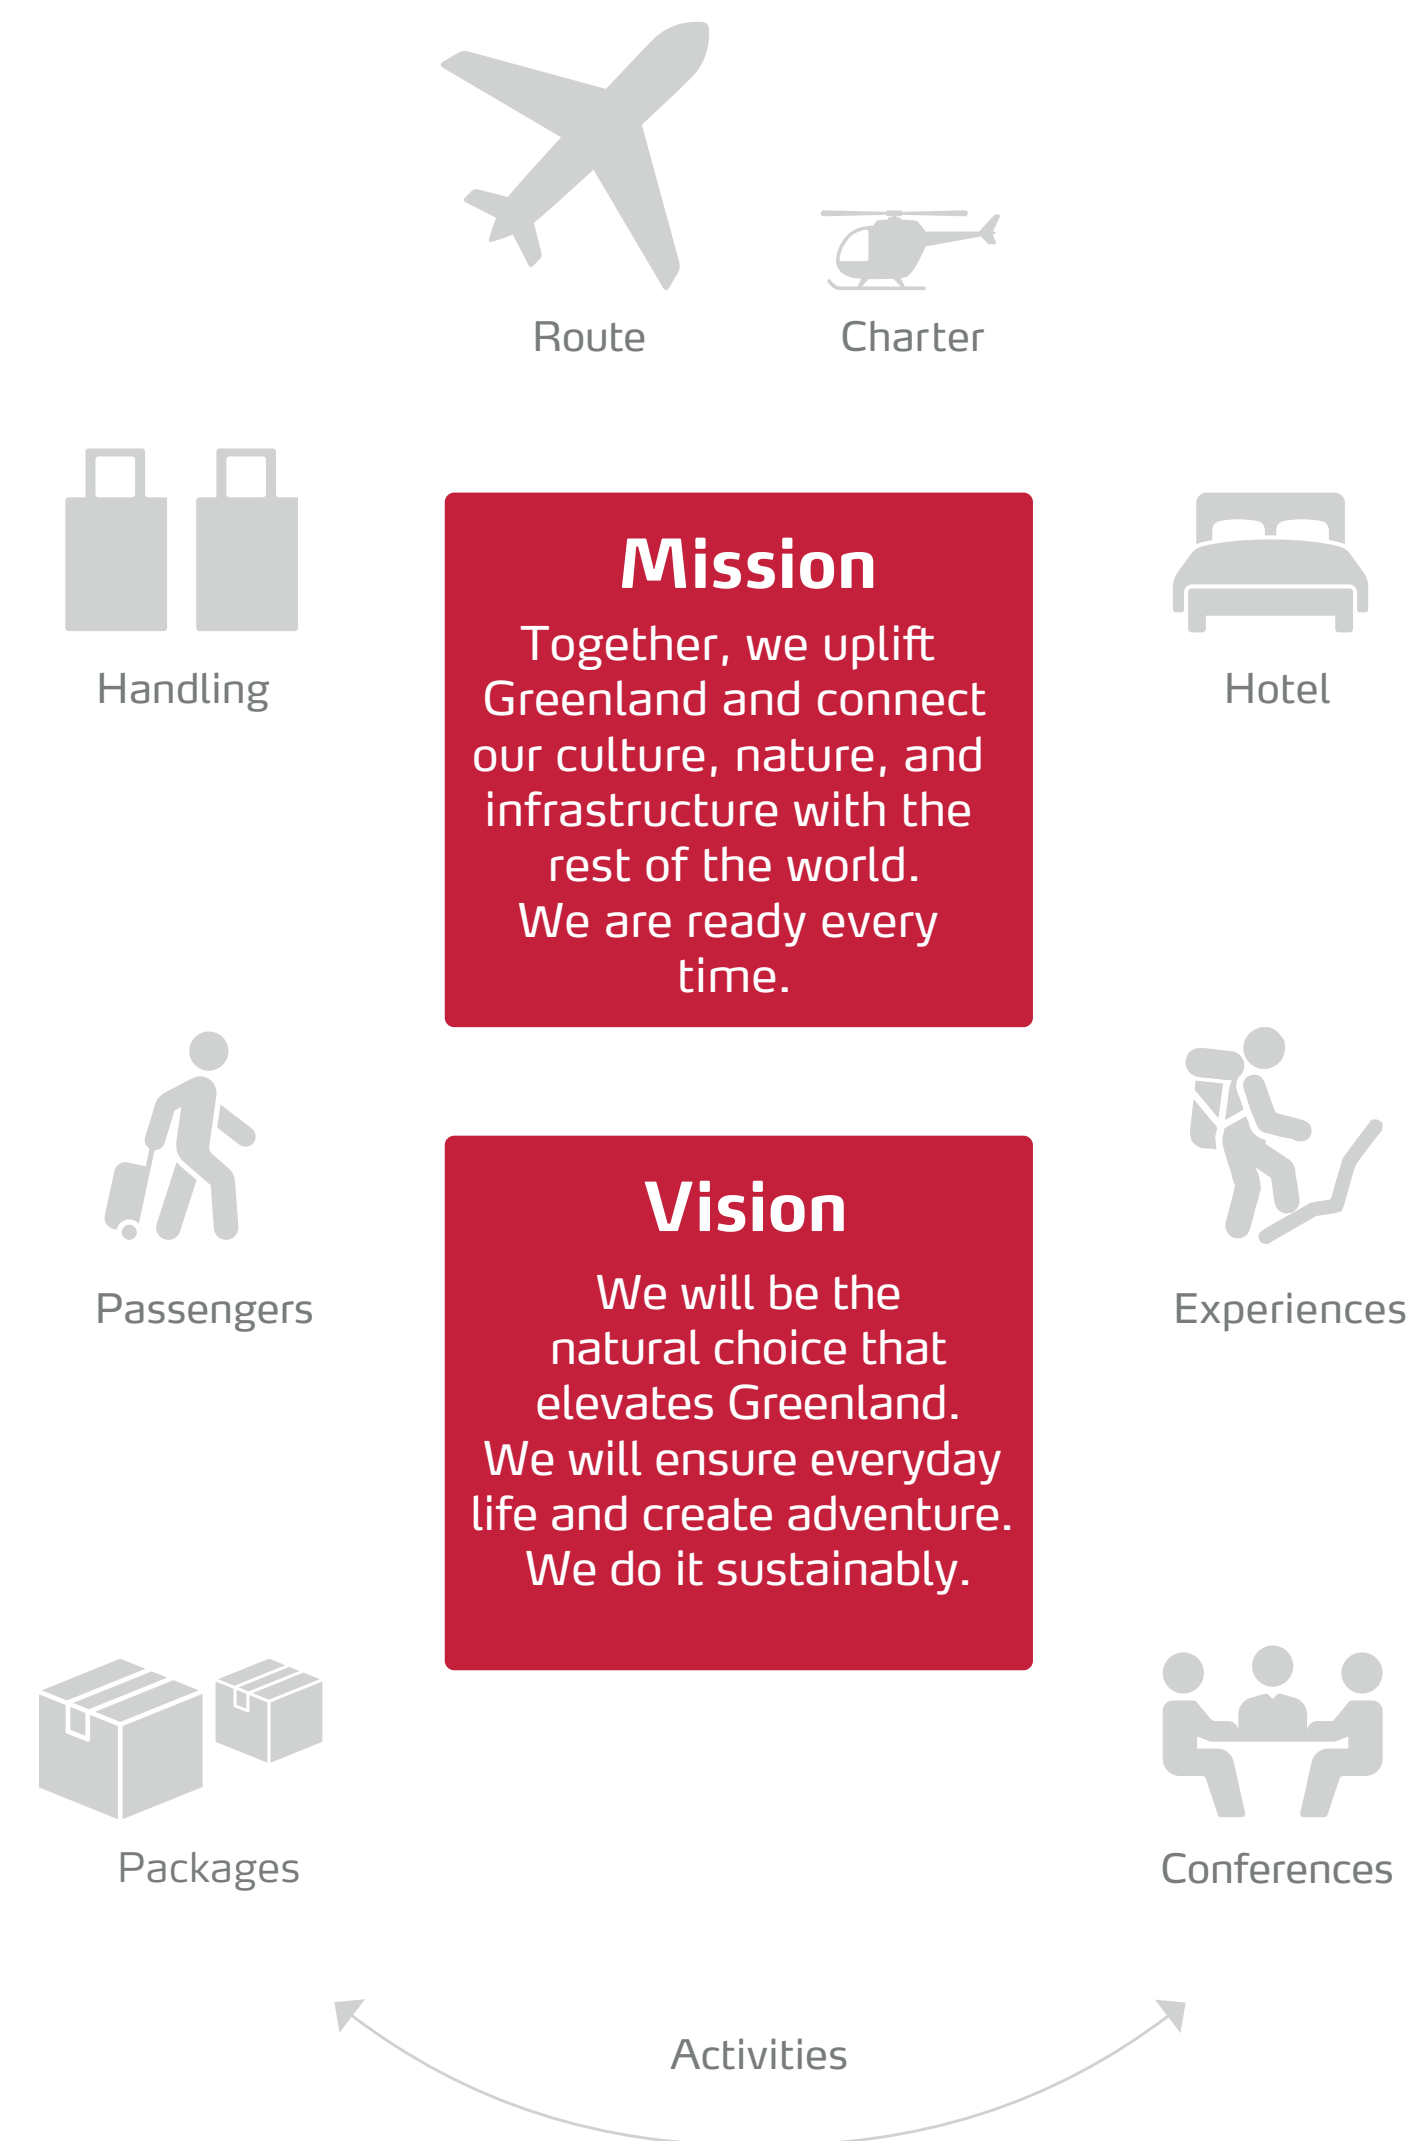 Route
Charter
Handling
Hotel
Mission
Together, we uplift
Greenland and connect
our culture, nature, and
infrastructure with the
rest of the world.
We are ready every
time.
Passengers
Experiences
Vision
We will be the
natural choice that
elevates Greenland.
We will ensure everyday
life and create adventure.
We do it sustainably.
Packages
Conferences
Activities